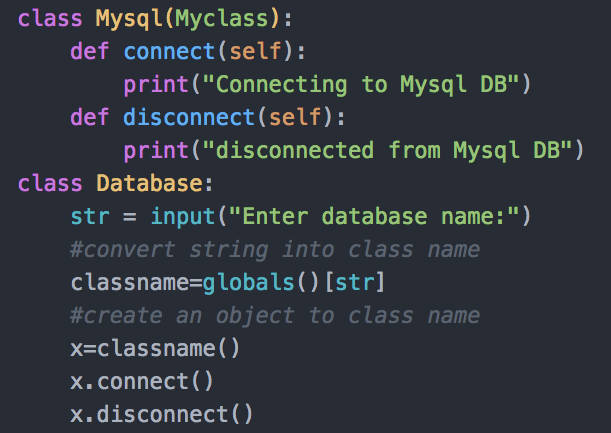 class Mysql(Myclass):
    def connect(self):
        print("Connecting to Mysql DB")
    def disconnect(self):
        print("disconnected from Mysql DB")
class Database:
    str = input("Enter database name:")
    #convert string into class name
    classname=globals()[str]
    #create an object to class name
    x=classname()
    x.connect()
    x.disconnect()